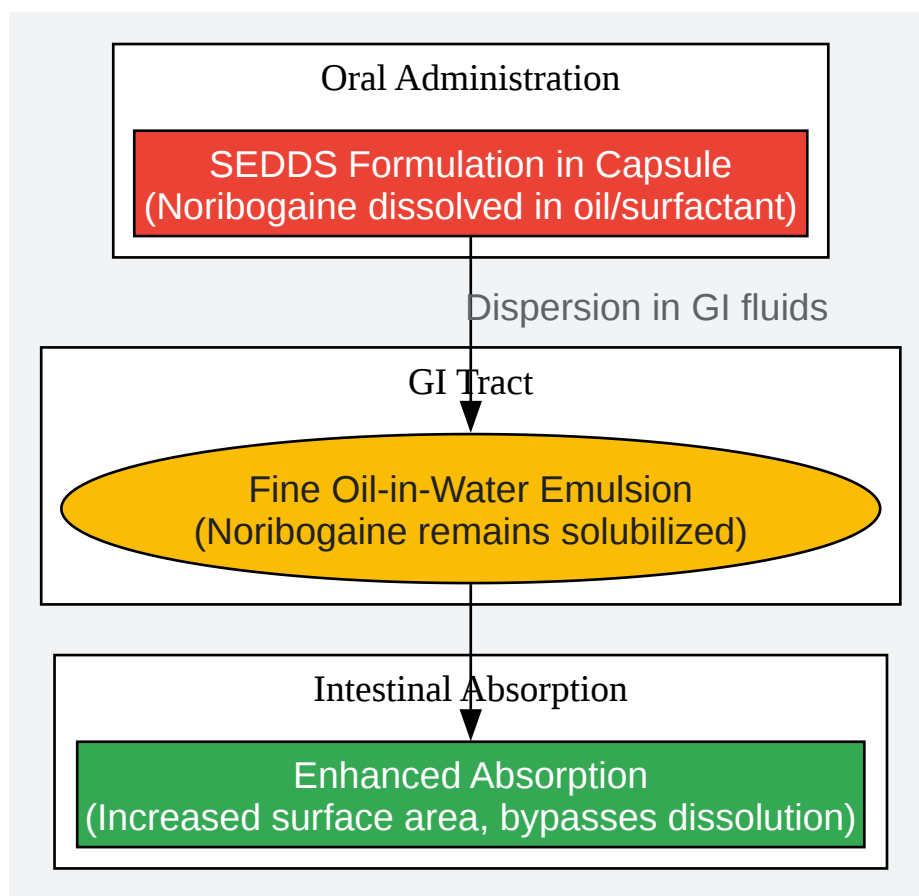 Oral Administration
SEDDS Formulation in Capsule
(Noribogaine dissolved in oil/surfactant)
Dispersion in GI fluids
GI Tract
Fine Oil-in-Water Emulsion
(Noribogaine remains solubilized)
Intestinal Absorption
Enhanced Absorption
(Increased surface area, bypasses dissolution)